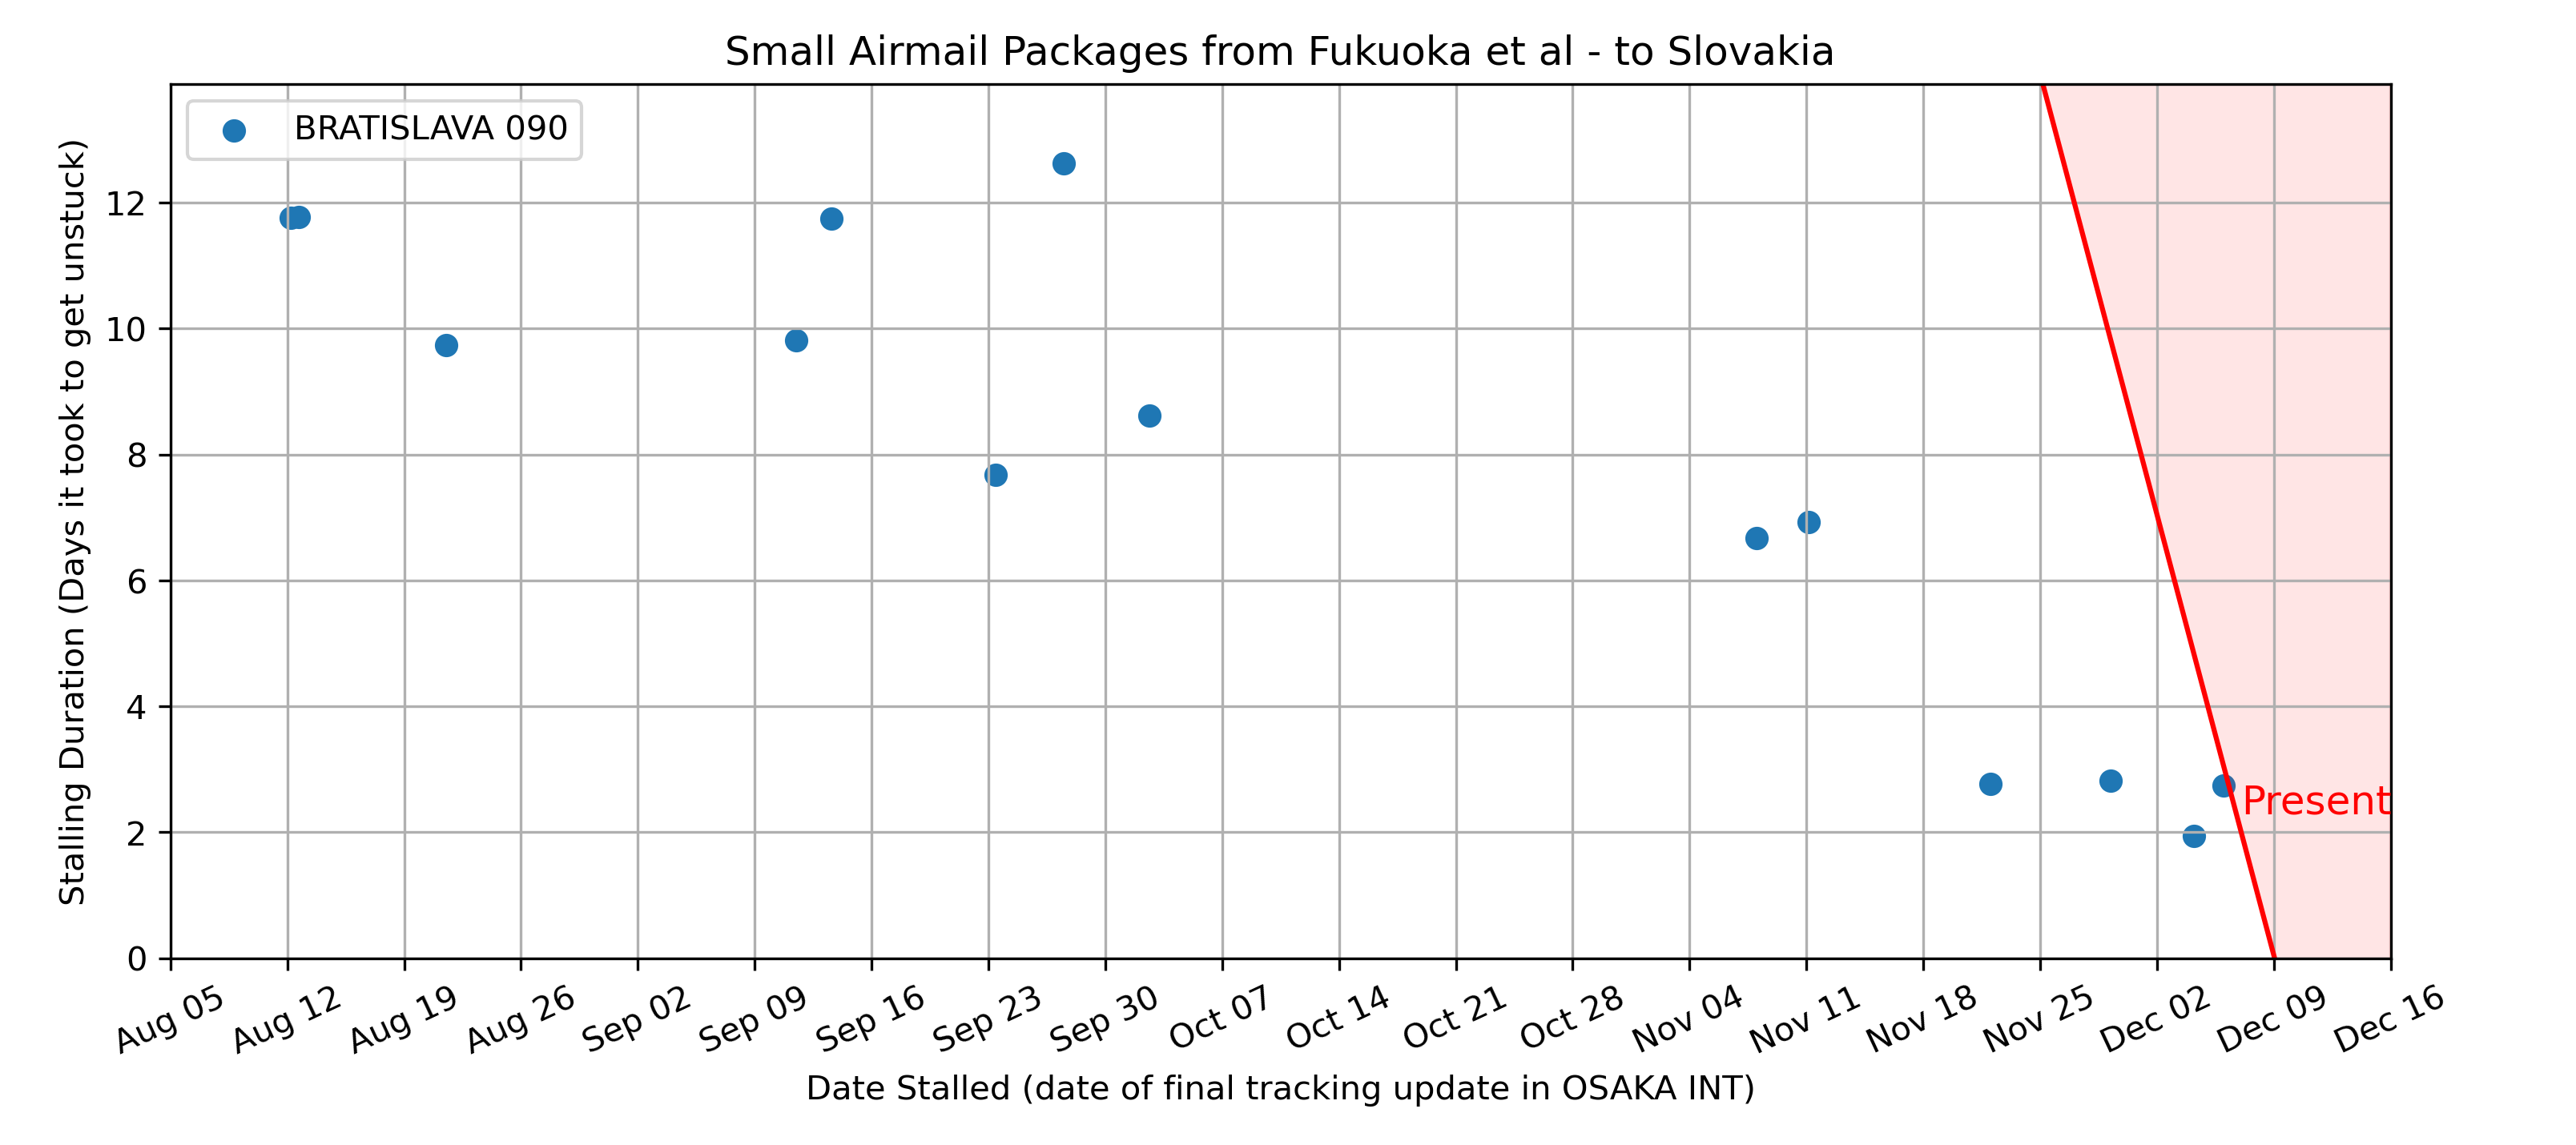 Small Airmail Packages from Fukuoka et al - to Slovakia
BRATISLAVA 090
Stalling Duration (Days it took to get unstuck)
12
10
8
6
4
2
0
Present
Aug 05
Aug 12
Aug 19
Aug 26
Sep 02
Sep 09
Sep 16
Sep 23
Sep 30
Oct 07
Oct 14
Oct 21
Oct 28
Nov 04
Nov 11
Nov 18
Nov 25
Dec 02
Dec 09
Dec 16
Date Stalled (date of final tracking update in OSAKA INT)